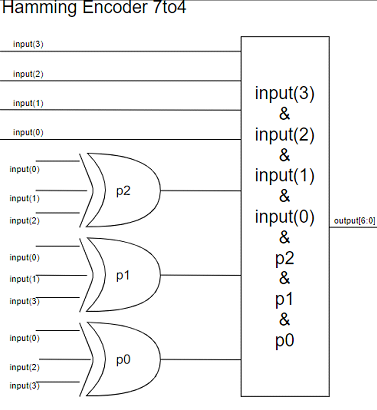 Hamming Encoder 7to4
input(3)
input(2)
input(1)
input(0)
input(0)
input(1)
input(2)
p2
input(0)
input(1)
input(3)
p1
input(0)
input(2)
input(3)
p0
input(3)
&
input(2)
&
input(1)
&
input(0)
&
p2
&
p1
&
p0
output[6:0]